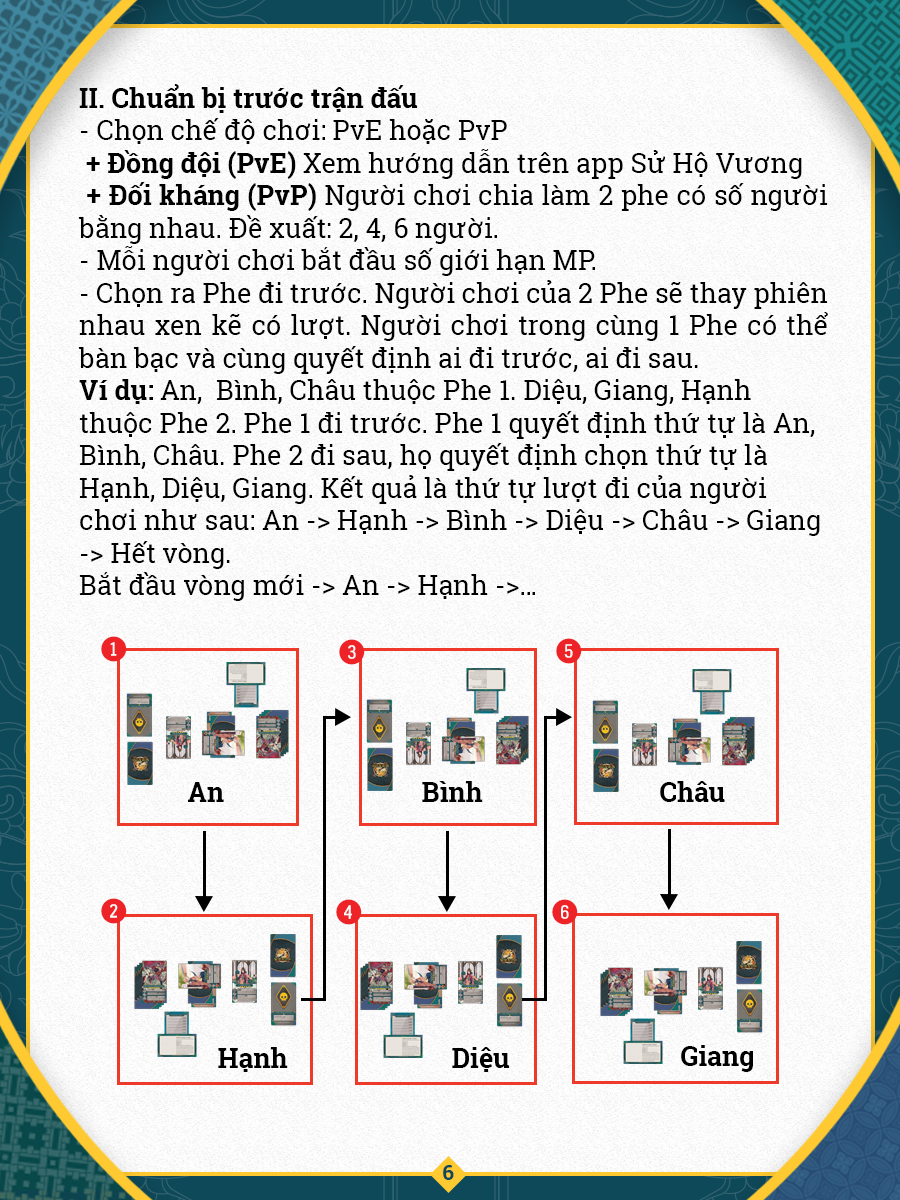 II. Chuẩn bị trước trận đấu
- Chọn chế độ chơi: PvE hoặc PvP
+ Đồng đội (PvE) Xem hướng dẫn trên app Sử Hộ Vương
+ Đối kháng (PvP) Người chơi chia làm 2 phe có số người
bằng nhau. Đề xuất: 2, 4, 6 người.
- Mỗi người chơi bắt đầu số giới hạn MP.
- Chọn ra Phe đi trước. Người chơi của 2 Phe sẽ thay phiên
nhau xen kẽ có lượt. Người chơi trong cùng 1 Phe có thể
bàn bạc và cùng quyết định ai đi trước, ai đi sau.
Ví dụ: An, Bình, Châu thuộc Phe 1. Diệu, Giang, Hạnh
thuộc Phe 2. Phe 1 đi trước. Phe 1 quyết định thứ tự là An,
Bình, Châu. Phe 2 đi sau, họ quyết định chọn thứ tự là
Hạnh, Diệu, Giang. Kết quả là thứ tự lượt đi của người
chơi như sau: An -> Hạnh -> Bình -> Diệu -> Châu -> Giang
-> Hết vòng.
Bắt đầu vòng mới -> An -> Hạnh ->...
1
An
3
Bình
5
Châu
2
Hạnh
4
Diệu
6
Giang
6